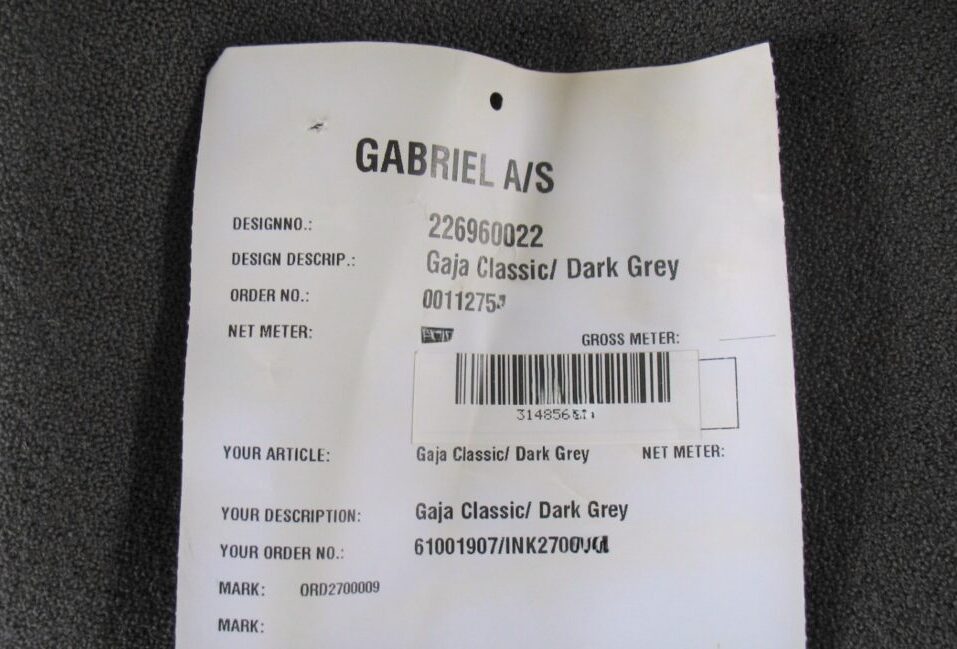 GABRIEL A/S
DESIGNNO.: 226960022
DESIGN DESCRIP.: Gaja Classic/ Dark Grey
ORDER NO.:
NET METER: GROSS METER:
YOUR ARTICLE: Gaja Classic/ Dark Grey NET METER:
YOUR DESCRIPTION: Gaja Classic/ Dark Grey
YOUR ORDER NO.:
MARK: ORD2700009
MARK: